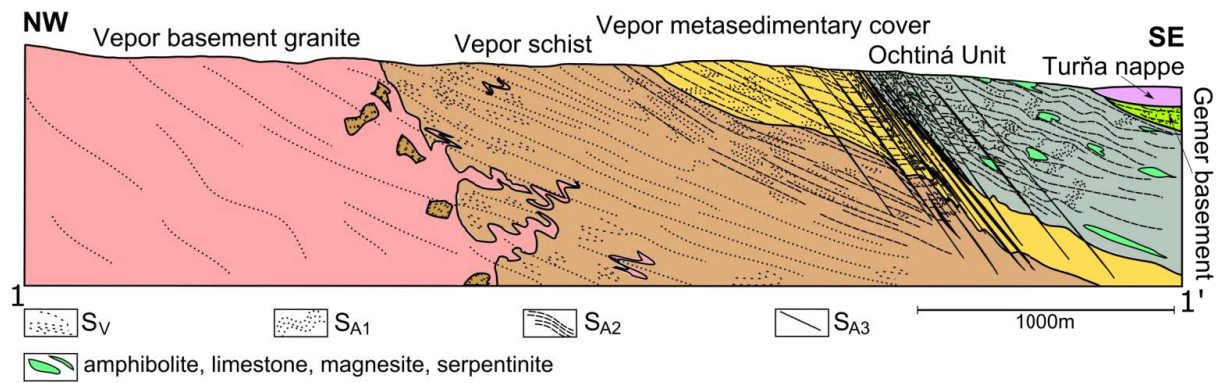 NW
Vepor basement granite
Vepor schist
Vepor metasedimentary cover
Ochtiná Unit
SE
Turňa nappe
Gemer basement
1
1'
SV
SA1
SA2
SA3
1000m
amphibolite, limestone, magnesite, serpentinite